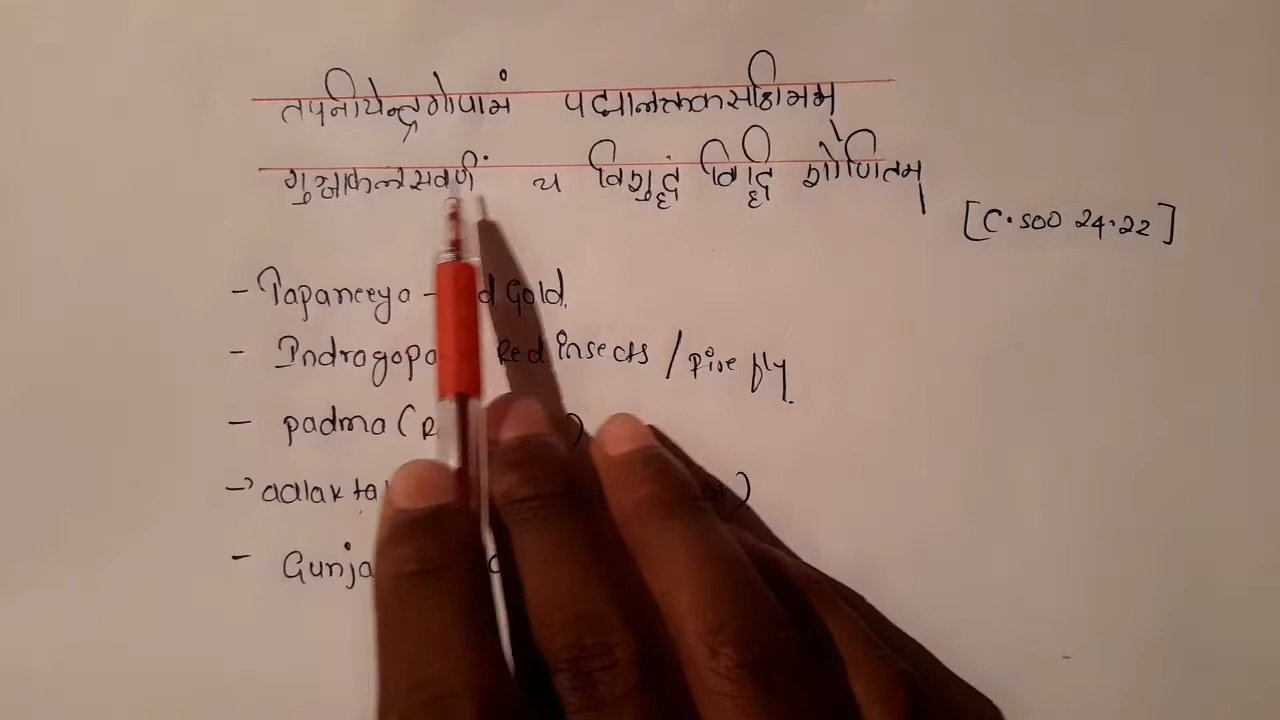 तपनीयेन्द्रगोपाभं पद्मालक्तकसन्निभम्
गुञ्जाफलसवर्णं च विशुद्धं विद्धि शोणितम्
[C.soo 24.22]
- Tapaneeya - d Gold.
- Indragopa Red insects / fire fly.
- padma (R )
-> aalakta )
- Gunja